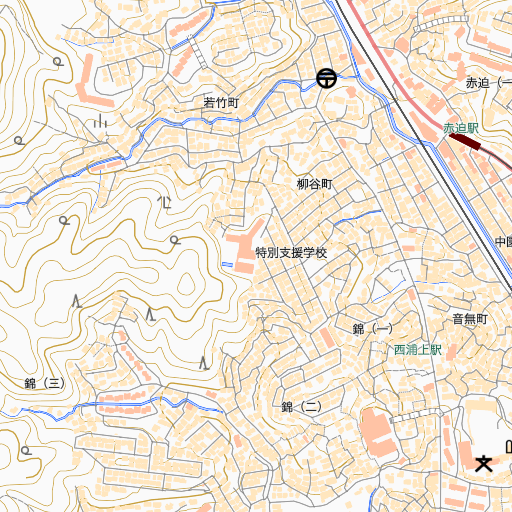 赤迫（一
若竹町
赤迫駅
柳谷町
中園
特別支援学校
音無町
錦（一）
西浦上駅
錦（三）
錦（二）